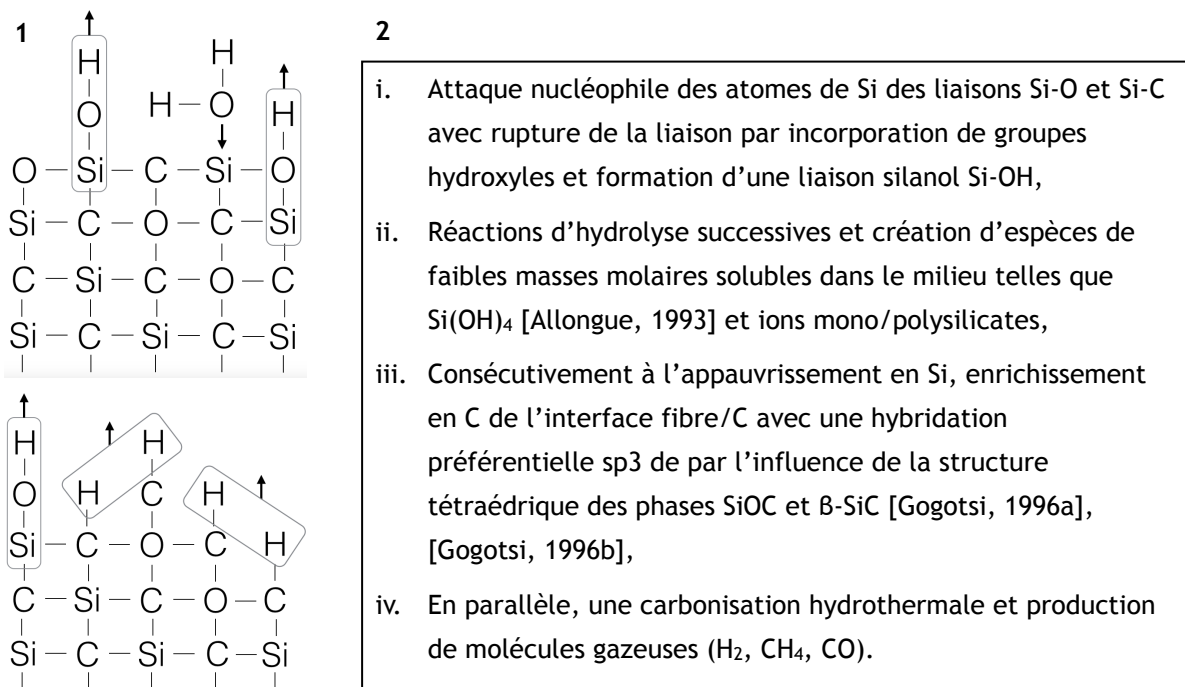 1
H
O
H
H – O
H
O – Si – C – Si – O
Si – C – O – C – Si
C – Si – C – O – C
Si – C – Si – C – Si
H
O
H
H
C
H
H
Si – C – O – C
C – Si – C – O – C
Si – C – Si – C – Si
2
i. Attaque nucléophile des atomes de Si des liaisons Si-O et Si-C
avec rupture de la liaison par incorporation de groupes
hydroxyles et formation d’une liaison silanol Si-OH,
ii. Réactions d’hydrolyse successives et création d’espèces de
faibles masses molaires solubles dans le milieu telles que
Si(OH)₄ [Allongue, 1993] et ions mono/polysilicates,
iii. Consécutivement à l’appauvrissement en Si, enrichissement
en C de l’interface fibre/C avec une hybridation
préférentielle sp3 de par l’influence de la structure
tétraédrique des phases SiOC et ß-SiC [Gogotsi, 1996a],
[Gogotsi, 1996b],
iv. En parallèle, une carbonisation hydrothermale et production
de molécules gazeuses (H₂, CH₄, CO).